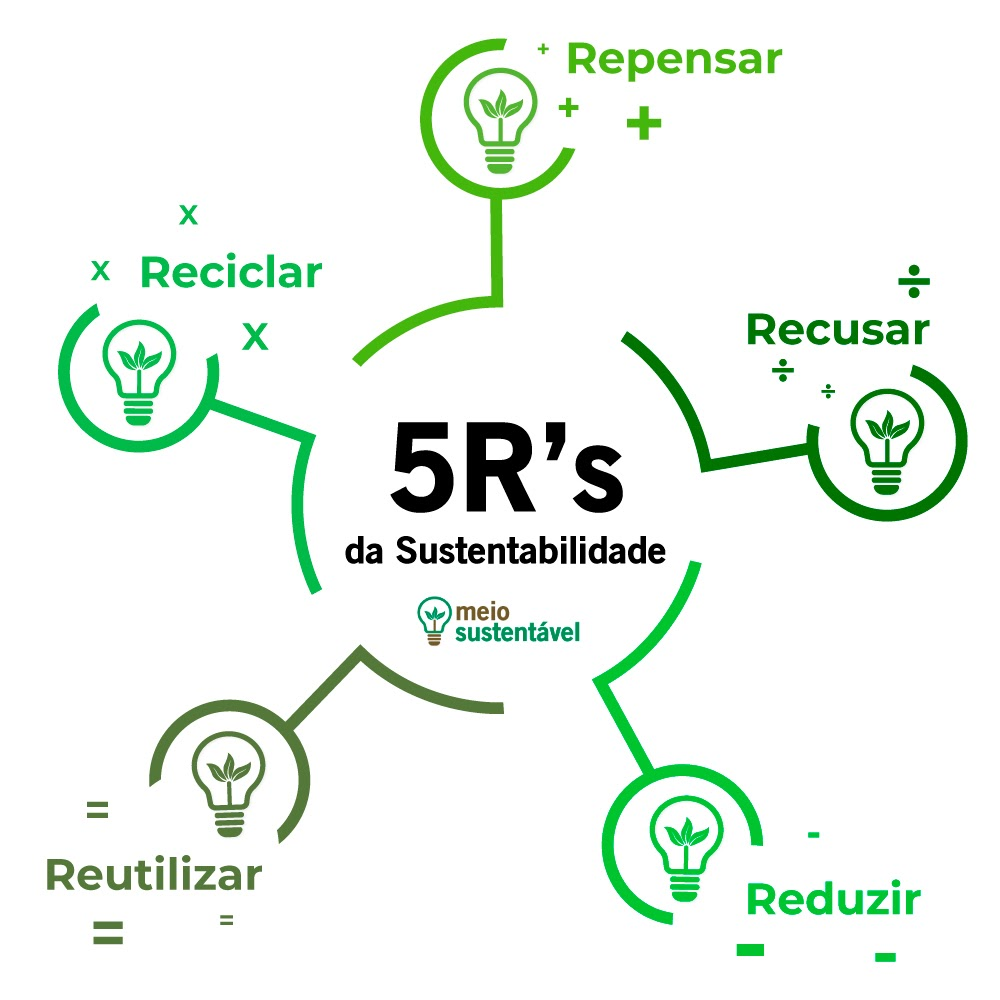 + Repensar
+ +
x
x Reciclar
x
÷
Recusar
÷ ÷
5R’s
da Sustentabilidade
meio
sustentável
=
Reutilizar
= =
-
Reduzir
- -